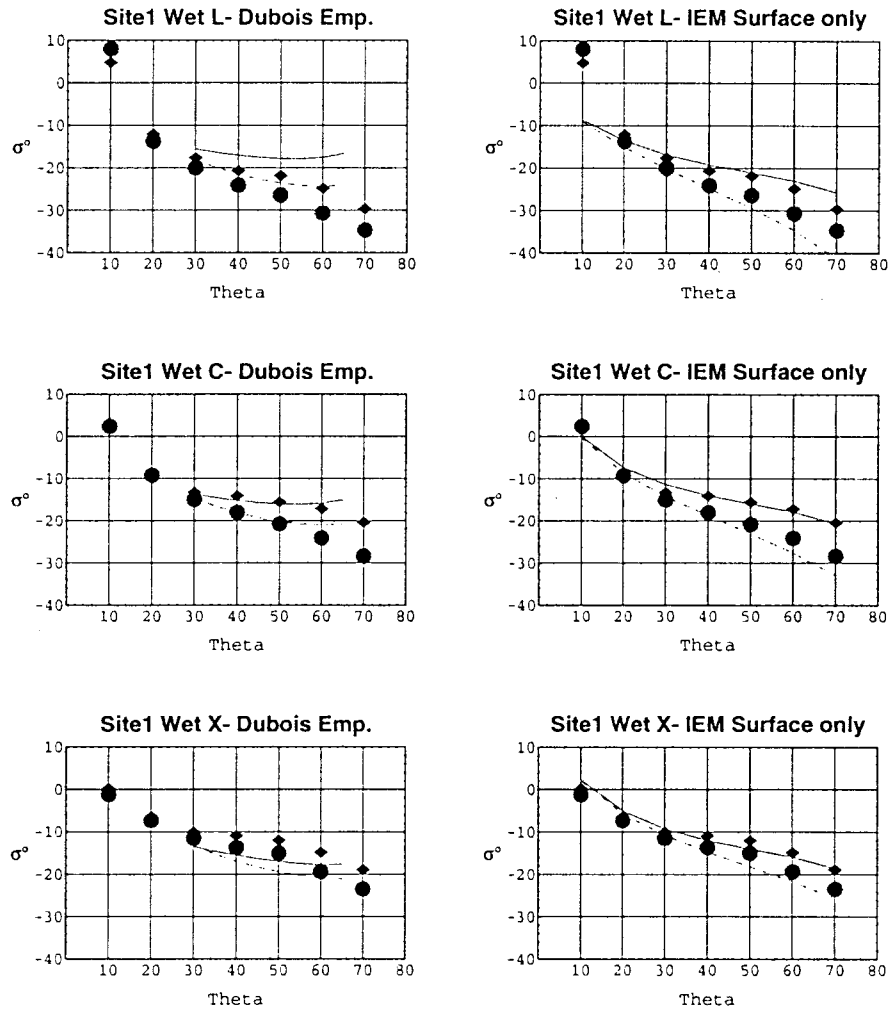 Site1 Wet L- Dubois Emp.
10
0
-10
σ°
-20
-30
-40
10 20 30 40 50 60 70 80
Theta
Site1 Wet L- IEM Surface only
10
0
-10
σ°
-20
-30
-40
10 20 30 40 50 60 70 80
Theta
Site1 Wet C- Dubois Emp.
10
0
-10
σ°
-20
-30
-40
10 20 30 40 50 60 70 80
Theta
Site1 Wet C- IEM Surface only
10
0
-10
σ°
-20
-30
-40
10 20 30 40 50 60 70 80
Theta
Site1 Wet X- Dubois Emp.
10
0
-10
σ°
-20
-30
-40
10 20 30 40 50 60 70 80
Theta
Site1 Wet X- IEM Surface only
10
0
-10
σ°
-20
-30
-40
10 20 30 40 50 60 70 80
Theta